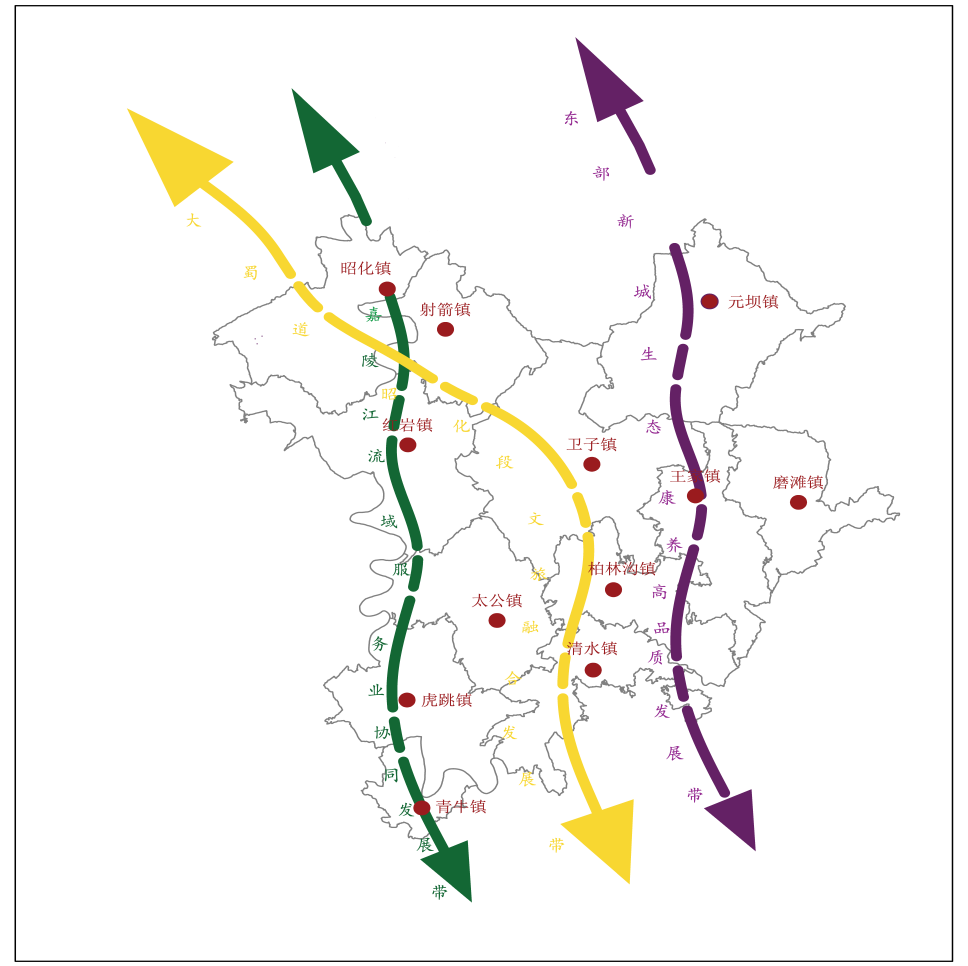 大蜀道昭化段文旅融合发展带
嘉陵江流域服务业协同发展带
东部新城生态康养高品质发展带
昭化镇
射箭镇
元坝镇
红岩镇
卫子镇
王家镇
磨滩镇
柏林沟镇
太公镇
清水镇
虎跳镇
青牛镇